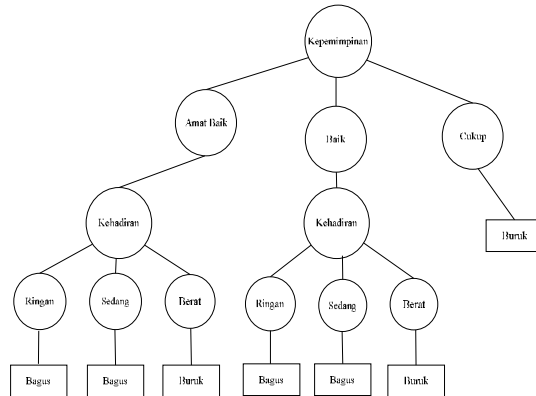 Kepemimpinan
Amat Baik
Baik
Cukup
Kehadiran
Kehadiran
Buruk
Ringan
Sedang
Berat
Ringan
Sedang
Berat
Bagus
Bagus
Buruk
Bagus
Bagus
Buruk